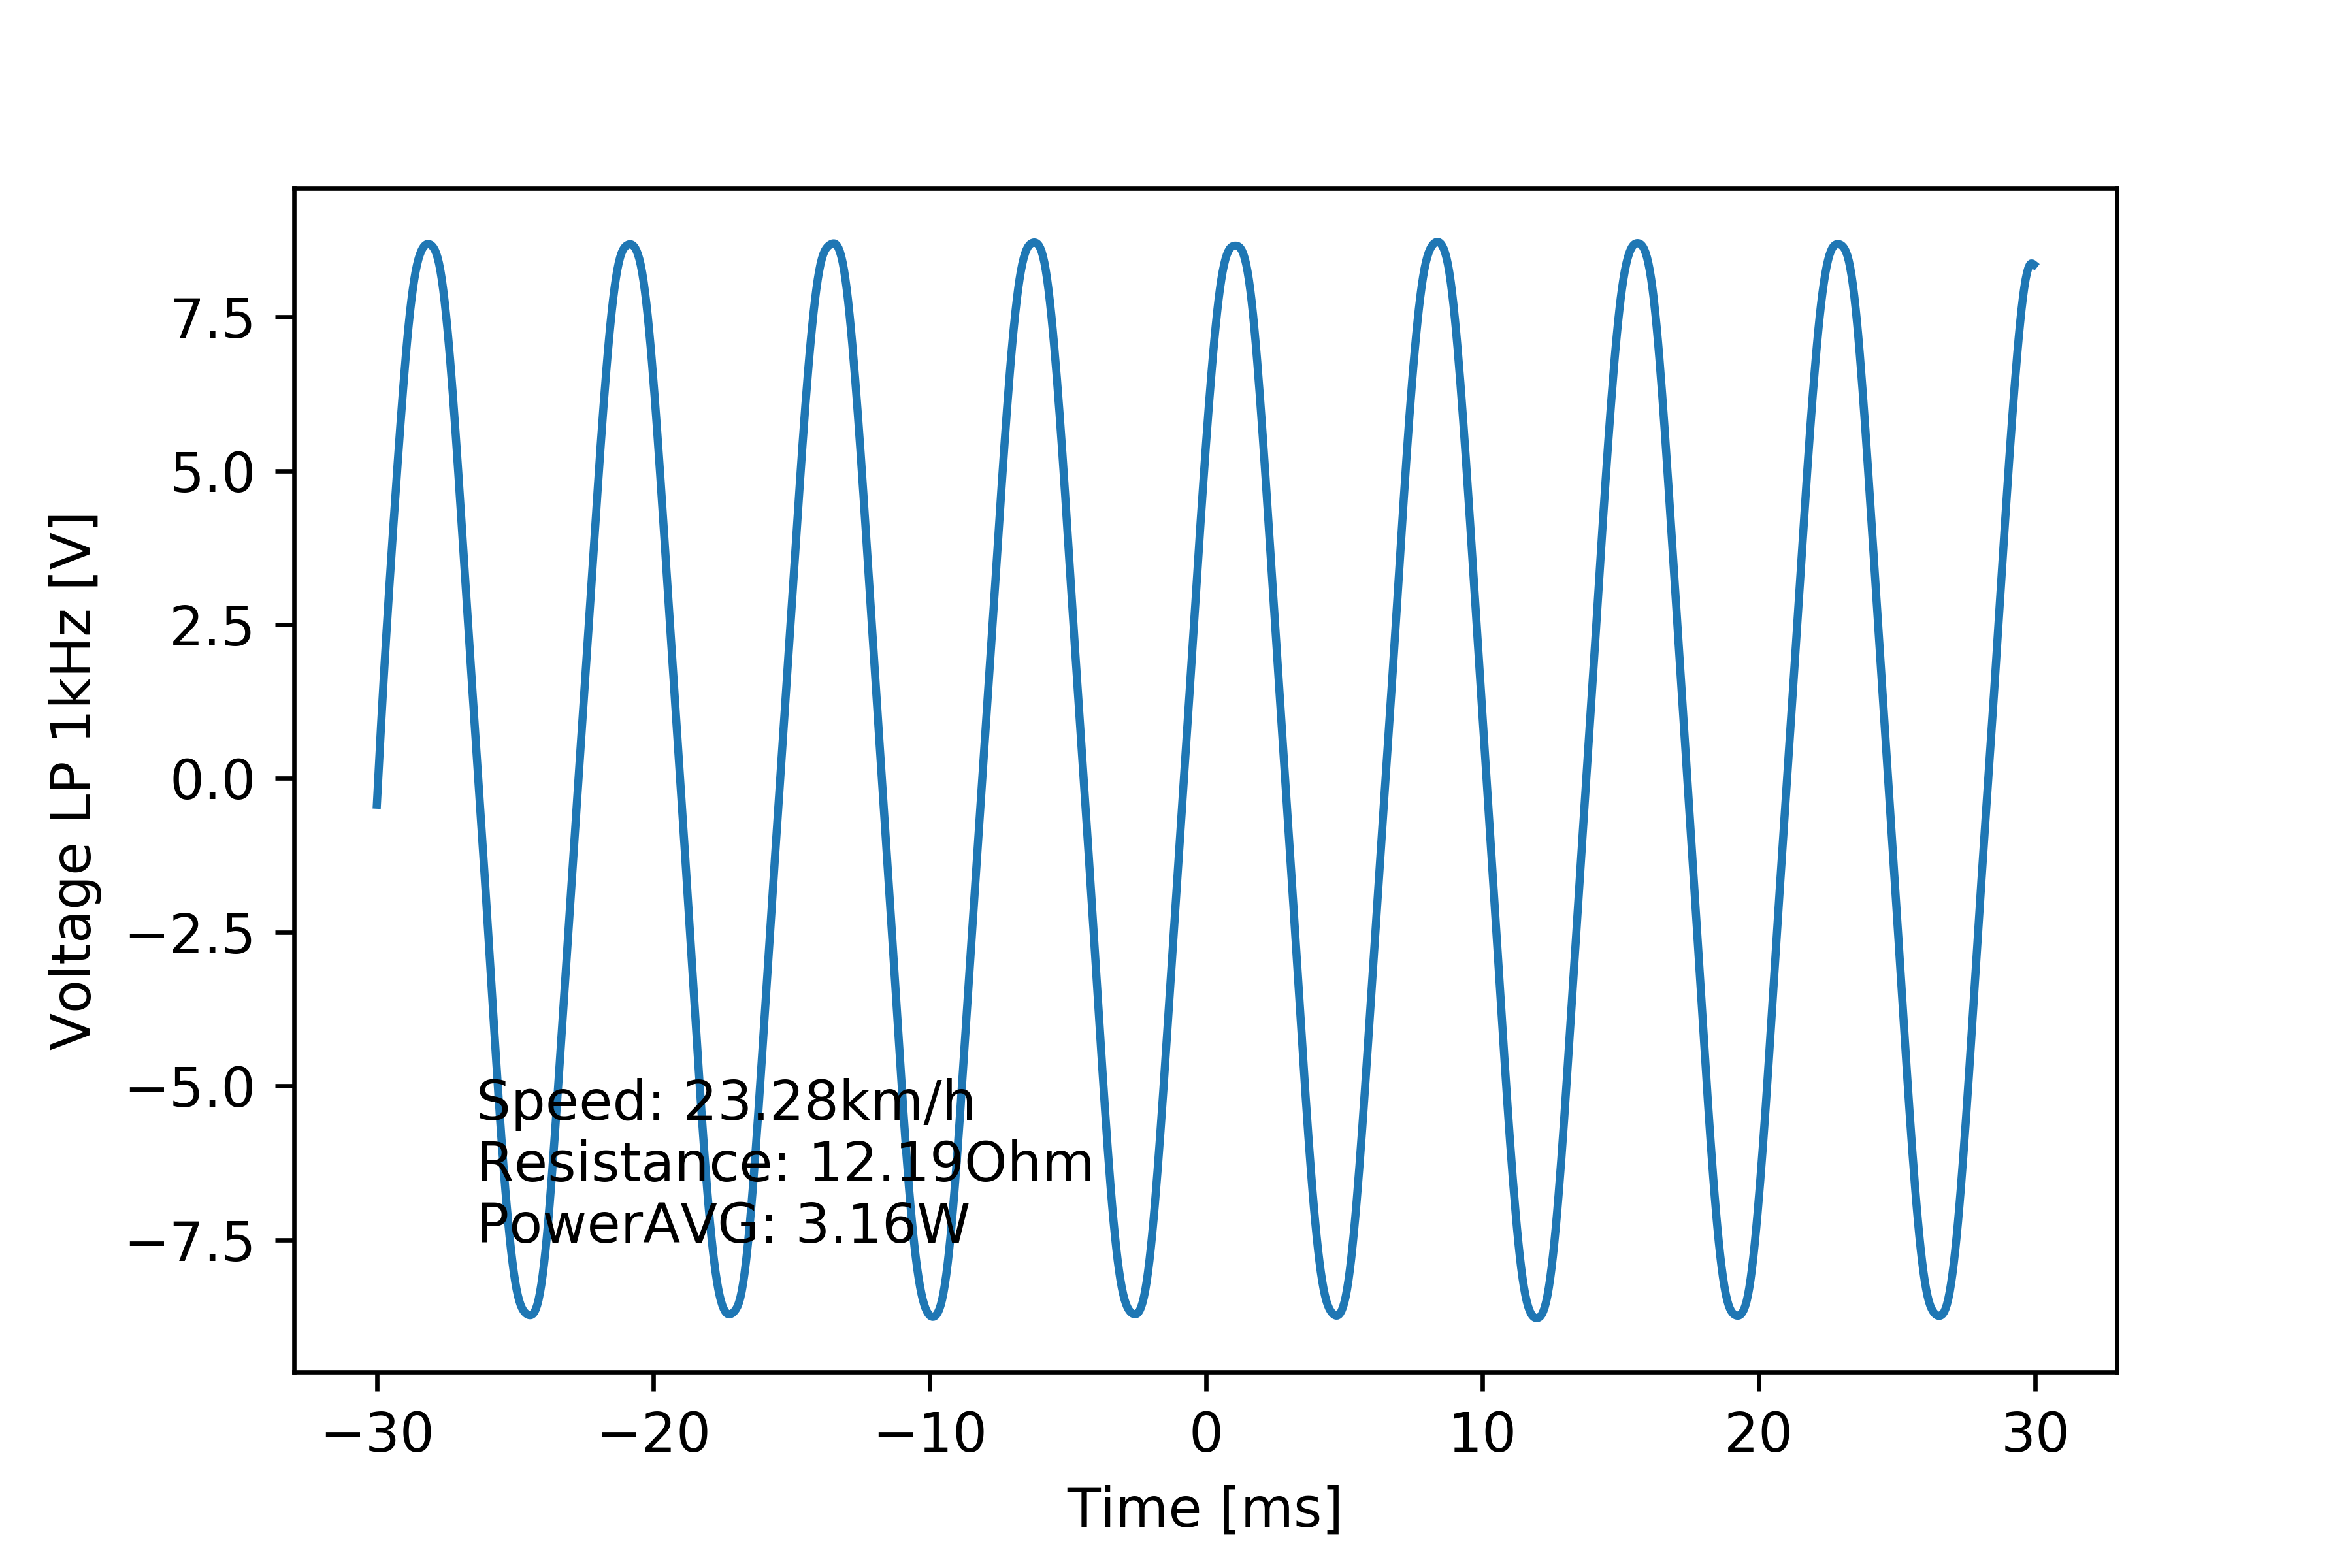 7.5
5.0
2.5
0.0
−2.5
−5.0
−7.5
Voltage LP 1kHz [V]
Speed: 23.28km/h
Resistance: 12.19Ohm
PowerAVG: 3.16W
−30 −20 −10 0 10 20 30
Time [ms]